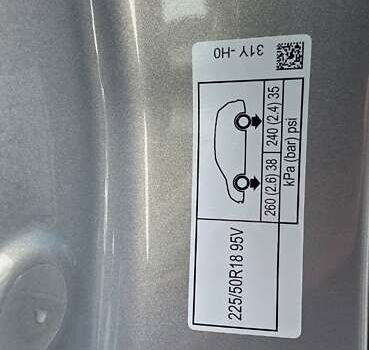 31Y-H0
225/50R18 95V
260 (2.6) 38
240 (2.4) 35
kPa (bar) psi